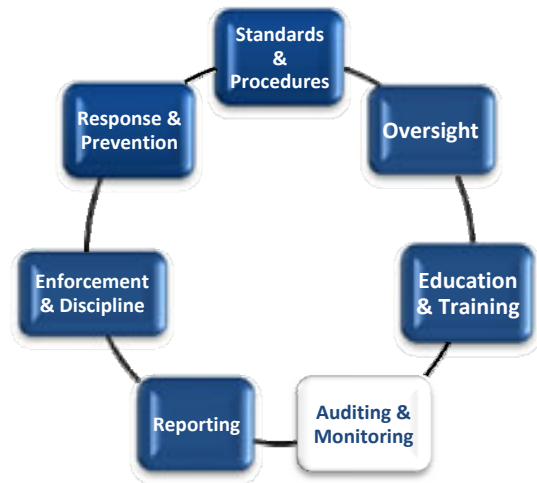 Standards
&
Procedures
Oversight
Education
& Training
Auditing &
Monitoring
Reporting
Enforcement
& Discipline
Response &
Prevention